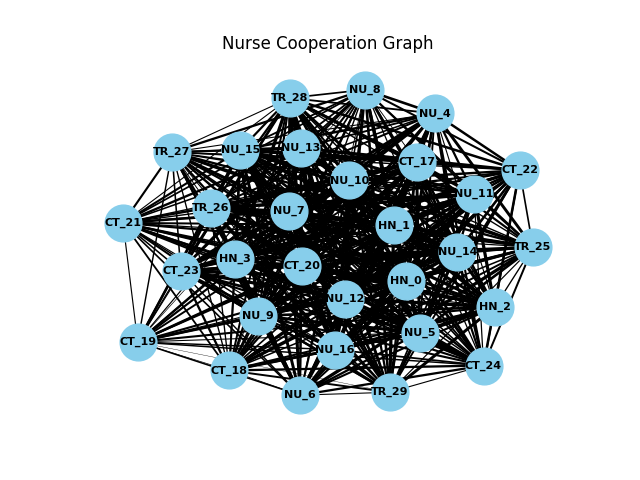 Nurse Cooperation Graph
NU_8
TR_28
NU_4
NU_13
NU_15
TR_27
CT_17
CT_22
NU_10
NU_11
TR_26
NU_7
CT_21
HN_1
TR_25
NU_14
HN_3
CT_20
CT_23
HN_0
NU_12
HN_2
NU_9
NU_5
CT_19
NU_16
CT_24
CT_18
TR_29
NU_6